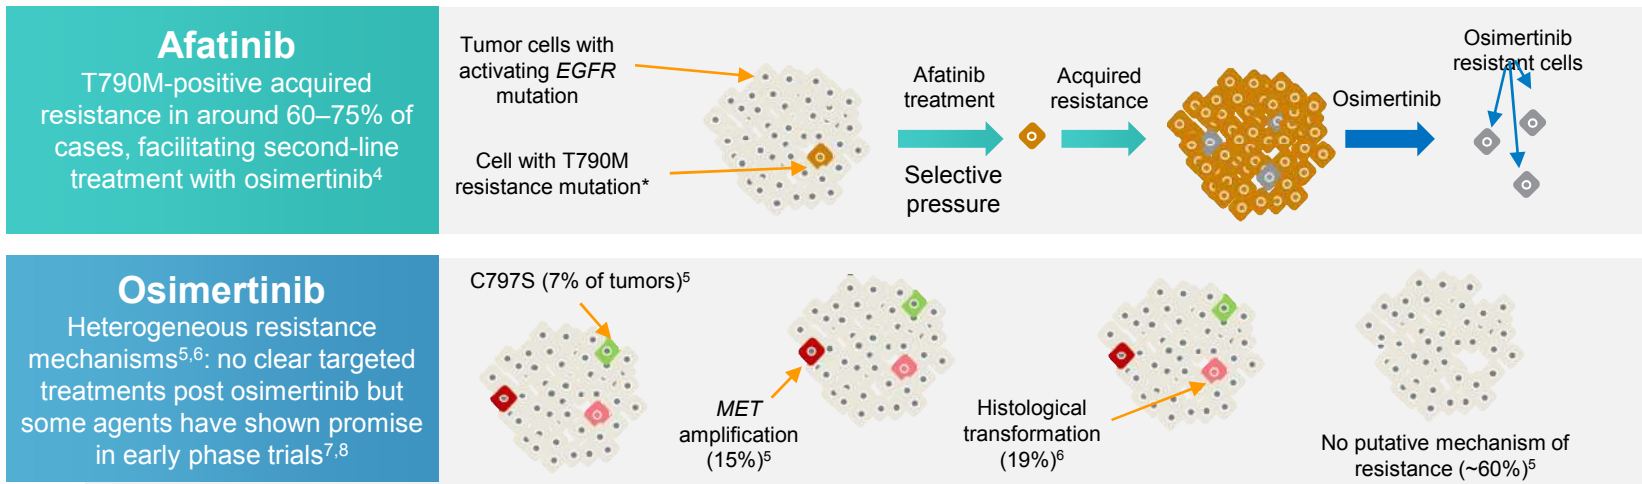 Afatinib
T790M-positive acquired
resistance in around 60–75% of
cases, facilitating second-line
treatment with osimertinib4
Tumor cells with
activating EGFR
mutation
Cell with T790M
resistance mutation*
Afatinib
treatment
Selective
pressure
Acquired
resistance
Osimertinib
Osimertinib
resistant cells
Osimertinib
Heterogeneous resistance
mechanisms5,6: no clear targeted
treatments post osimertinib but
some agents have shown promise
in early phase trials7,8
C797S (7% of tumors)5
MET
amplification
(15%)5
Histological
transformation
(19%)6
No putative mechanism of
resistance (~60%)5